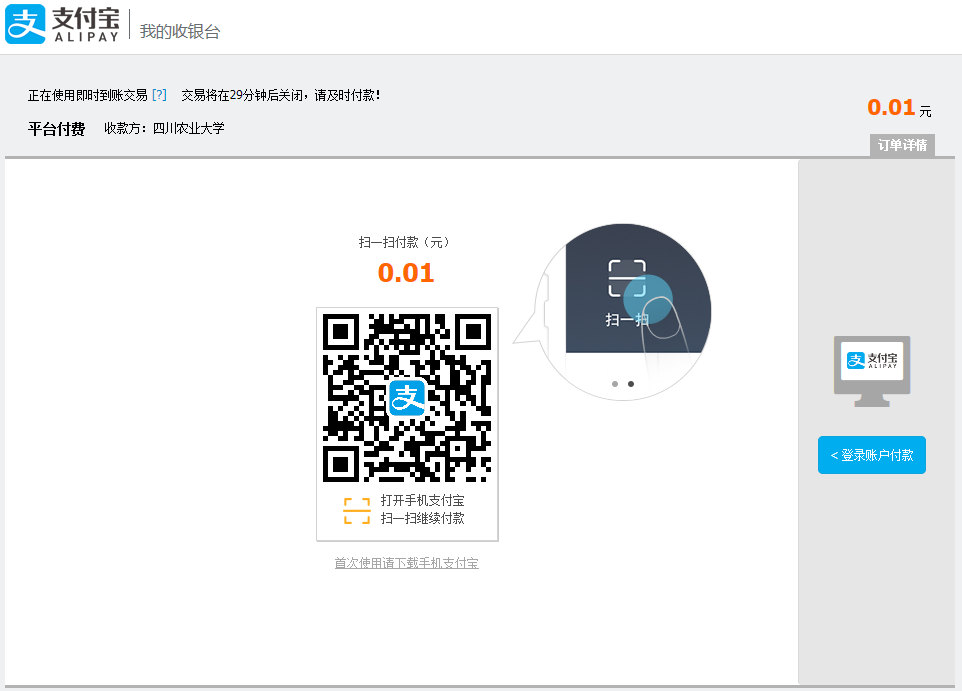 支 支付宝 ALIPAY 我的收银台
正在使用即时到账交易 [?] 交易将在29分钟后关闭，请及时付款！
0.01 元
平台付费 收款方：四川农业大学
订单详情
扫一扫付款（元）
0.01
扫一扫
支
打开手机支付宝
扫一扫继续付款
首次使用请下载手机支付宝
支 支付宝 ALIPAY
< 登录账户付款